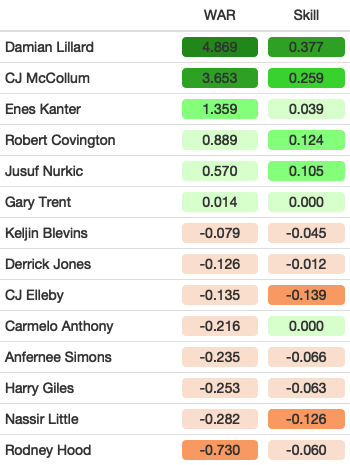 WAR Skill
Damian Lillard 4.869 0.377
CJ McCollum 3.653 0.259
Enes Kanter 1.359 0.039
Robert Covington 0.889 0.124
Jusuf Nurkic 0.570 0.105
Gary Trent 0.014 0.000
Keljin Blevins -0.079 -0.045
Derrick Jones -0.126 -0.012
CJ Elleby -0.135 -0.139
Carmelo Anthony -0.216 0.000
Anfernee Simons -0.235 -0.066
Harry Giles -0.253 -0.063
Nassir Little -0.282 -0.126
Rodney Hood -0.730 -0.060